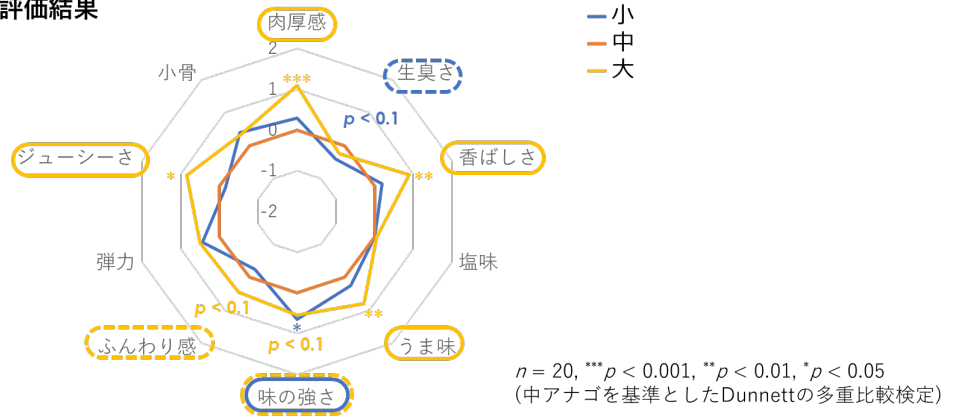 評価結果
肉厚感
小
中
大
2
小骨
生臭さ
***
1
p < 0.1
0
ジューシーさ
香ばしさ
*
-1
**
-2
弾力
塩味
p < 0.1
**
*
ふんわり感
p < 0.1
うま味
味の強さ
n = 20, ***p < 0.001, **p < 0.01, *p < 0.05
(中アナゴを基準としたDunnettの多重比較検定)